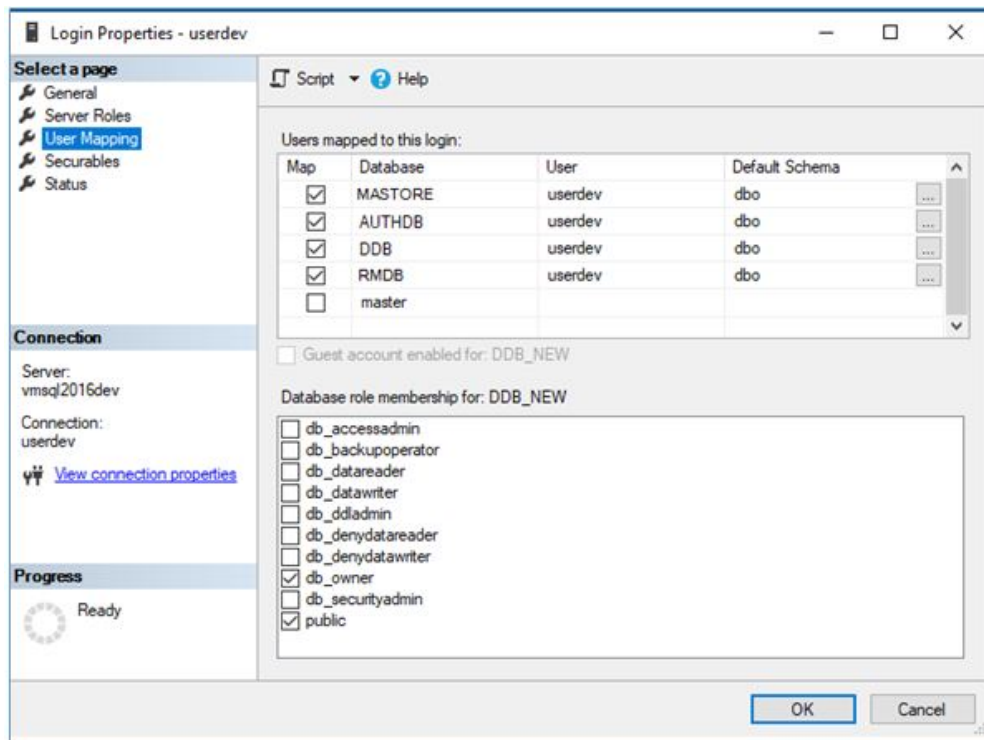 Login Properties - userdev
Select a page
General
Server Roles
User Mapping
Securables
Status
Connection
Server:
vmsql2016dev
Connection:
userdev
View connection properties
Progress
Ready
Script Help
Users mapped to this login:
Map Database User Default Schema
MASTORE userdev dbo ...
AUTHDB userdev dbo ...
DDB userdev dbo ...
RMDB userdev dbo ...
master
Guest account enabled for: DDB_NEW
Database role membership for: DDB_NEW
db_accessadmin
db_backupoperator
db_datareader
db_datawriter
db_ddladmin
db_denydatareader
db_denydatawriter
db_owner
db_securityadmin
public
OK Cancel